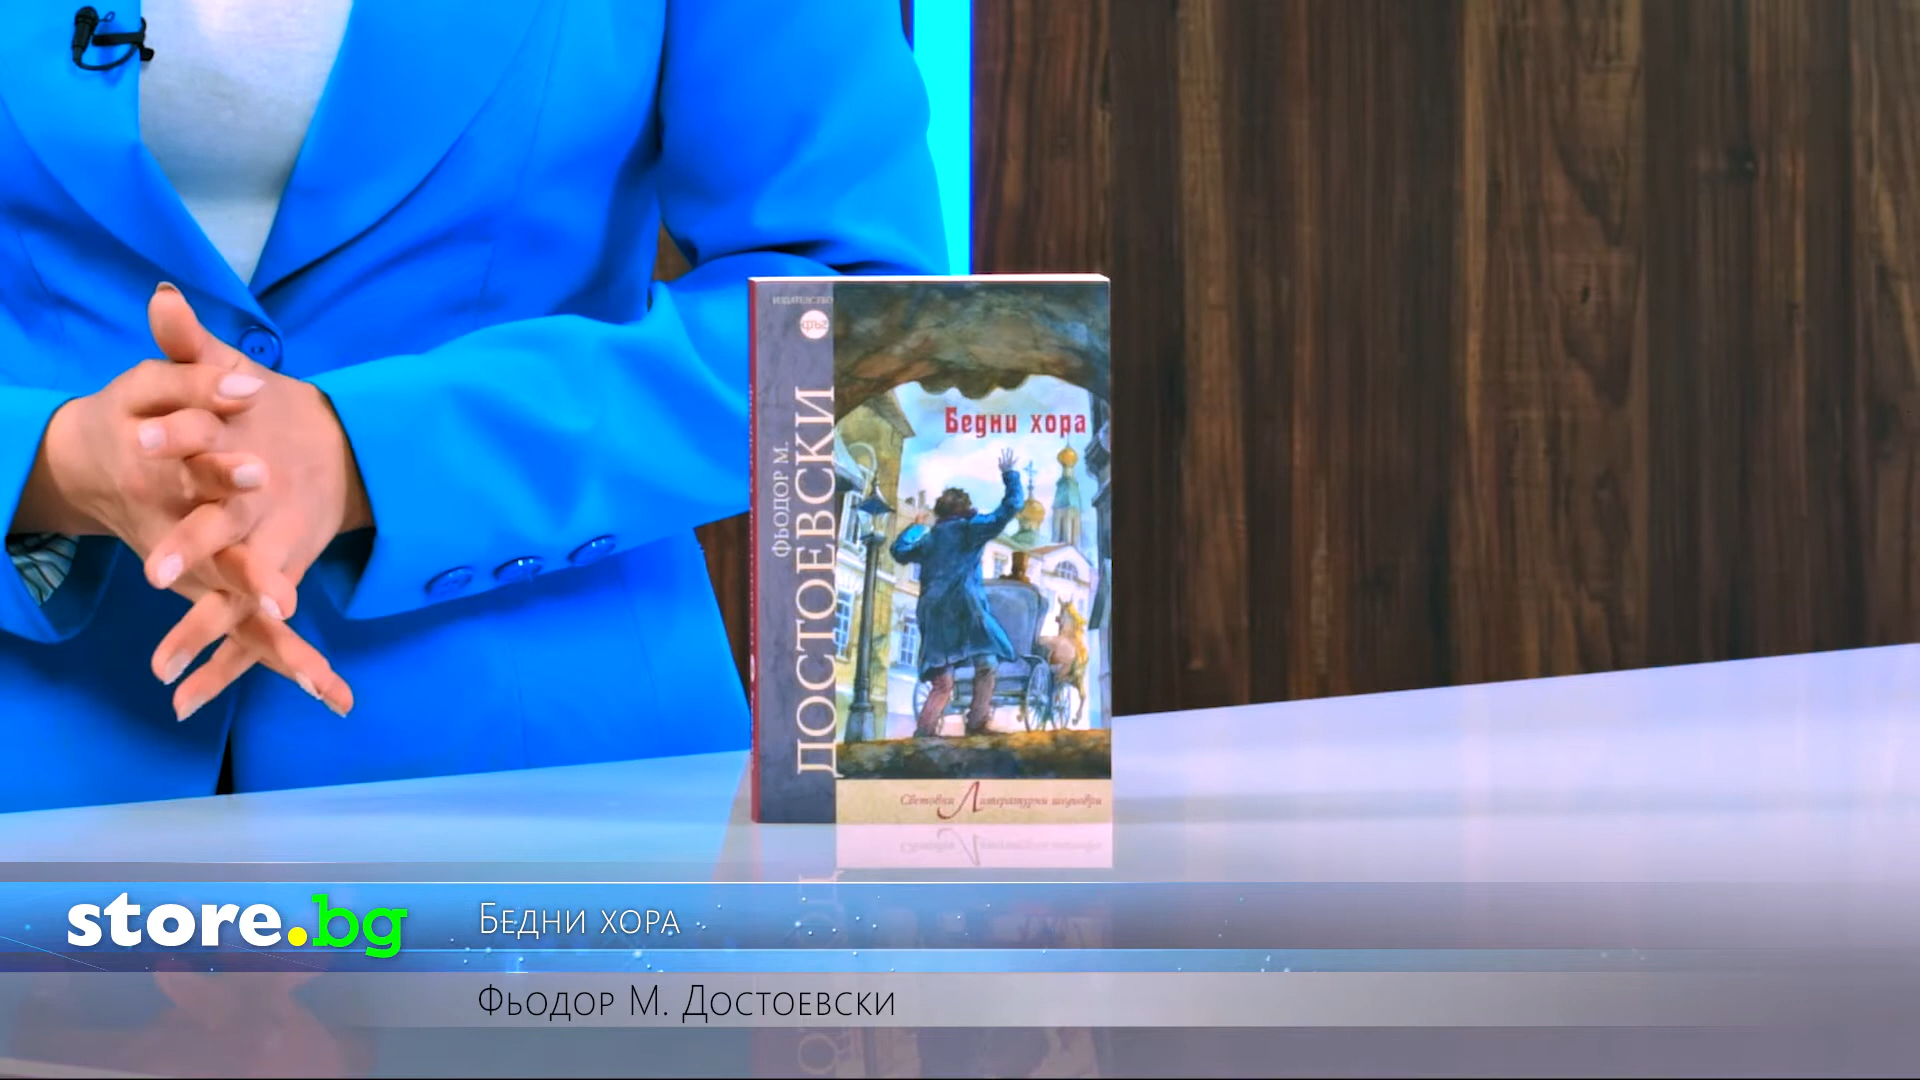 ИЗДАТЕЛСТВО
ФЬОДОР М.
ДОСТОЕВСКИ
Бедни хора
Световни Литературни шедьоври
store.bg
БЕДНИ ХОРА
ФЬОДОР М. ДОСТОЕВСКИ